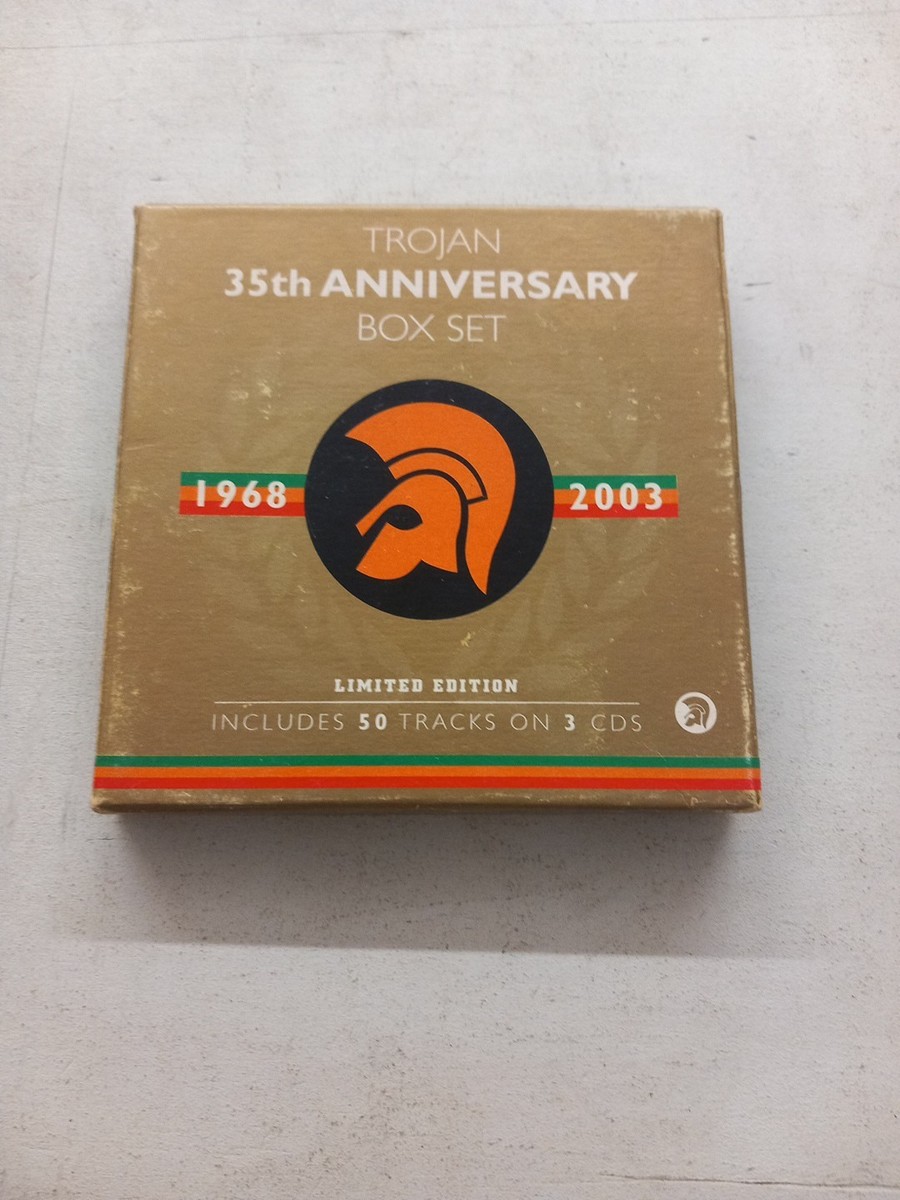 TROJAN
35th ANNIVERSARY
BOX SET
1968
2003
LIMITED EDITION
INCLUDES 50 TRACKS ON 3 CDS